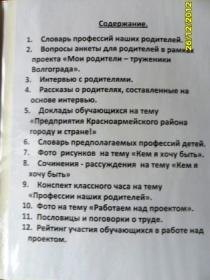 26/12/2012
Содержание.
1. Словарь профессий наших родителей.
2. Вопросы анкеты для родителей в рамках
проекта «Мои родители – труженики
Волгограда».
3. Интервью с родителями.
4. Рассказы о родителях, составленные на
основе интервью.
5. Доклады обучающихся на тему
«Предприятия Красноармейского района
городу и стране!»
6. Словарь предполагаемых профессий детей.
7. Фото рисунков на тему «Кем я хочу быть».
8. Сочинения - рассуждения на тему «Кем я
хочу быть»
9. Конспект классного часа на тему
«Профессии наших родителей».
10. Фото на тему «Работаем над проектом».
11. Пословицы и поговорки о труде.
12. Рейтинг участия обучающихся в работе над
проектом.